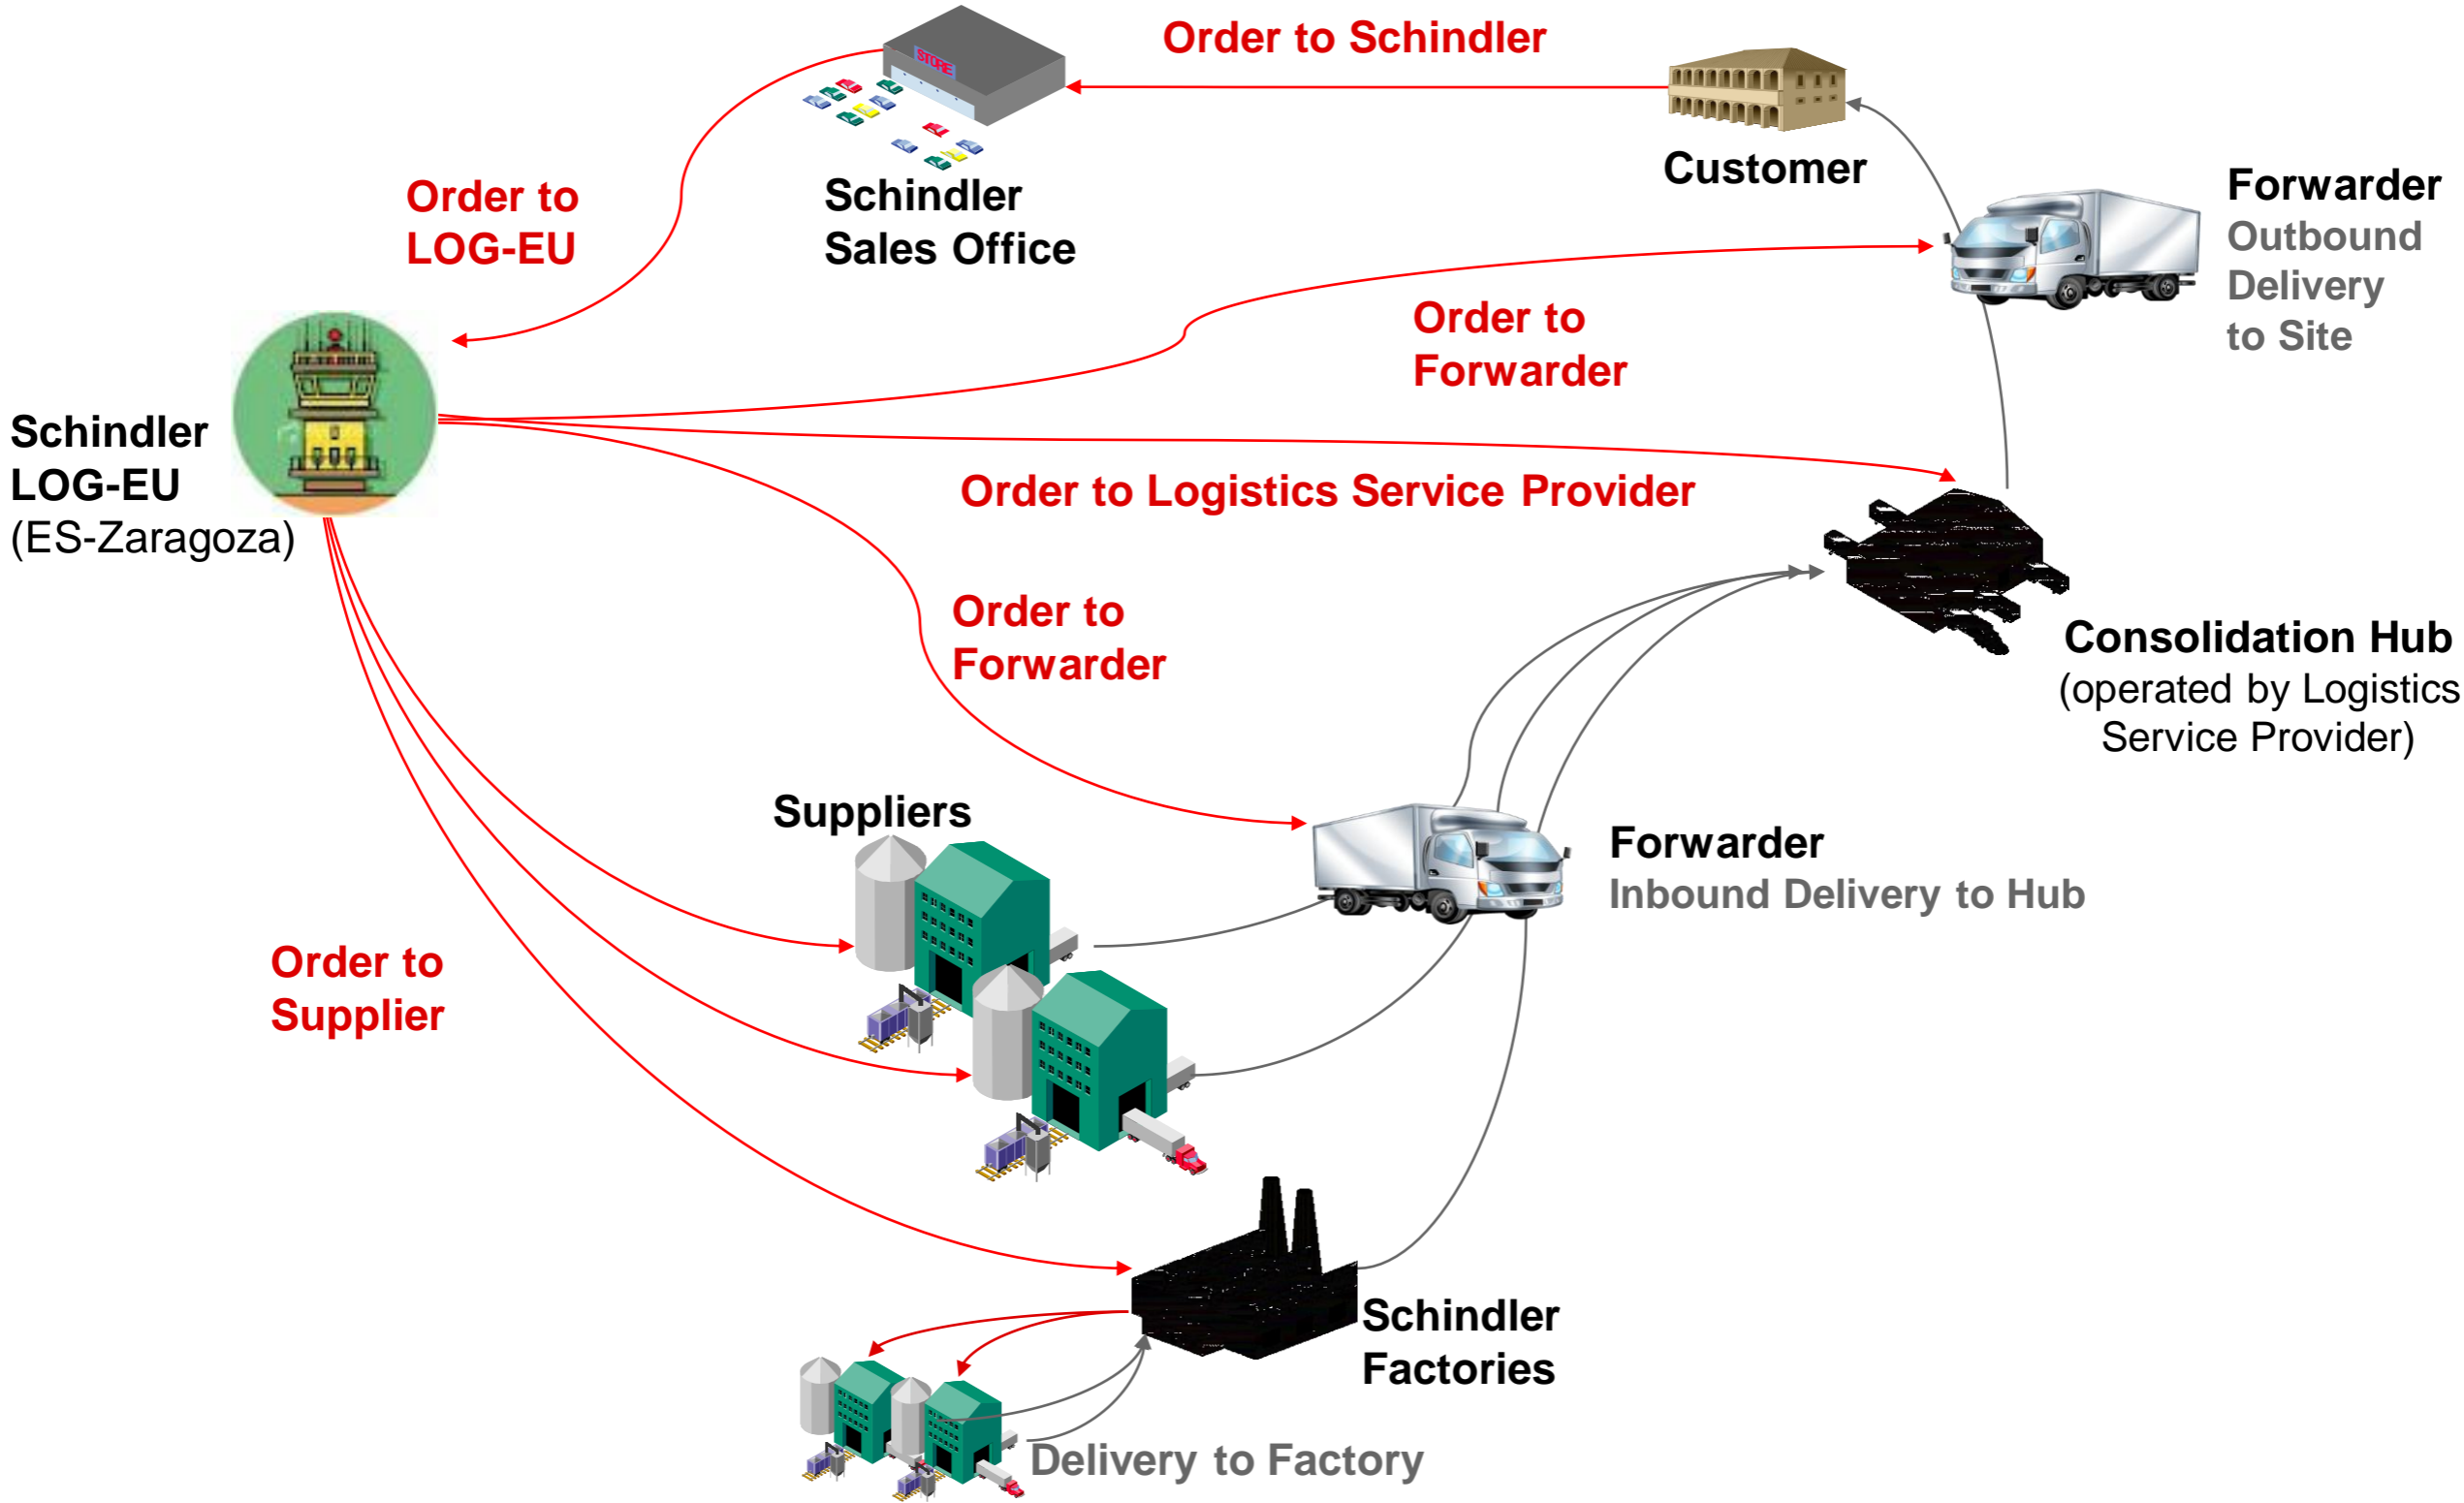 Order to Schindler
STORE
Customer
Schindler
Sales Office
Order to
LOG-EU
Forwarder
Outbound
Delivery
to Site
Order to
Forwarder
Schindler
LOG-EU
(ES-Zaragoza)
Order to Logistics Service Provider
Order to
Forwarder
Consolidation Hub
(operated by Logistics
Service Provider)
Suppliers
Forwarder
Inbound Delivery to Hub
Order to
Supplier
Schindler
Factories
Delivery to Factory